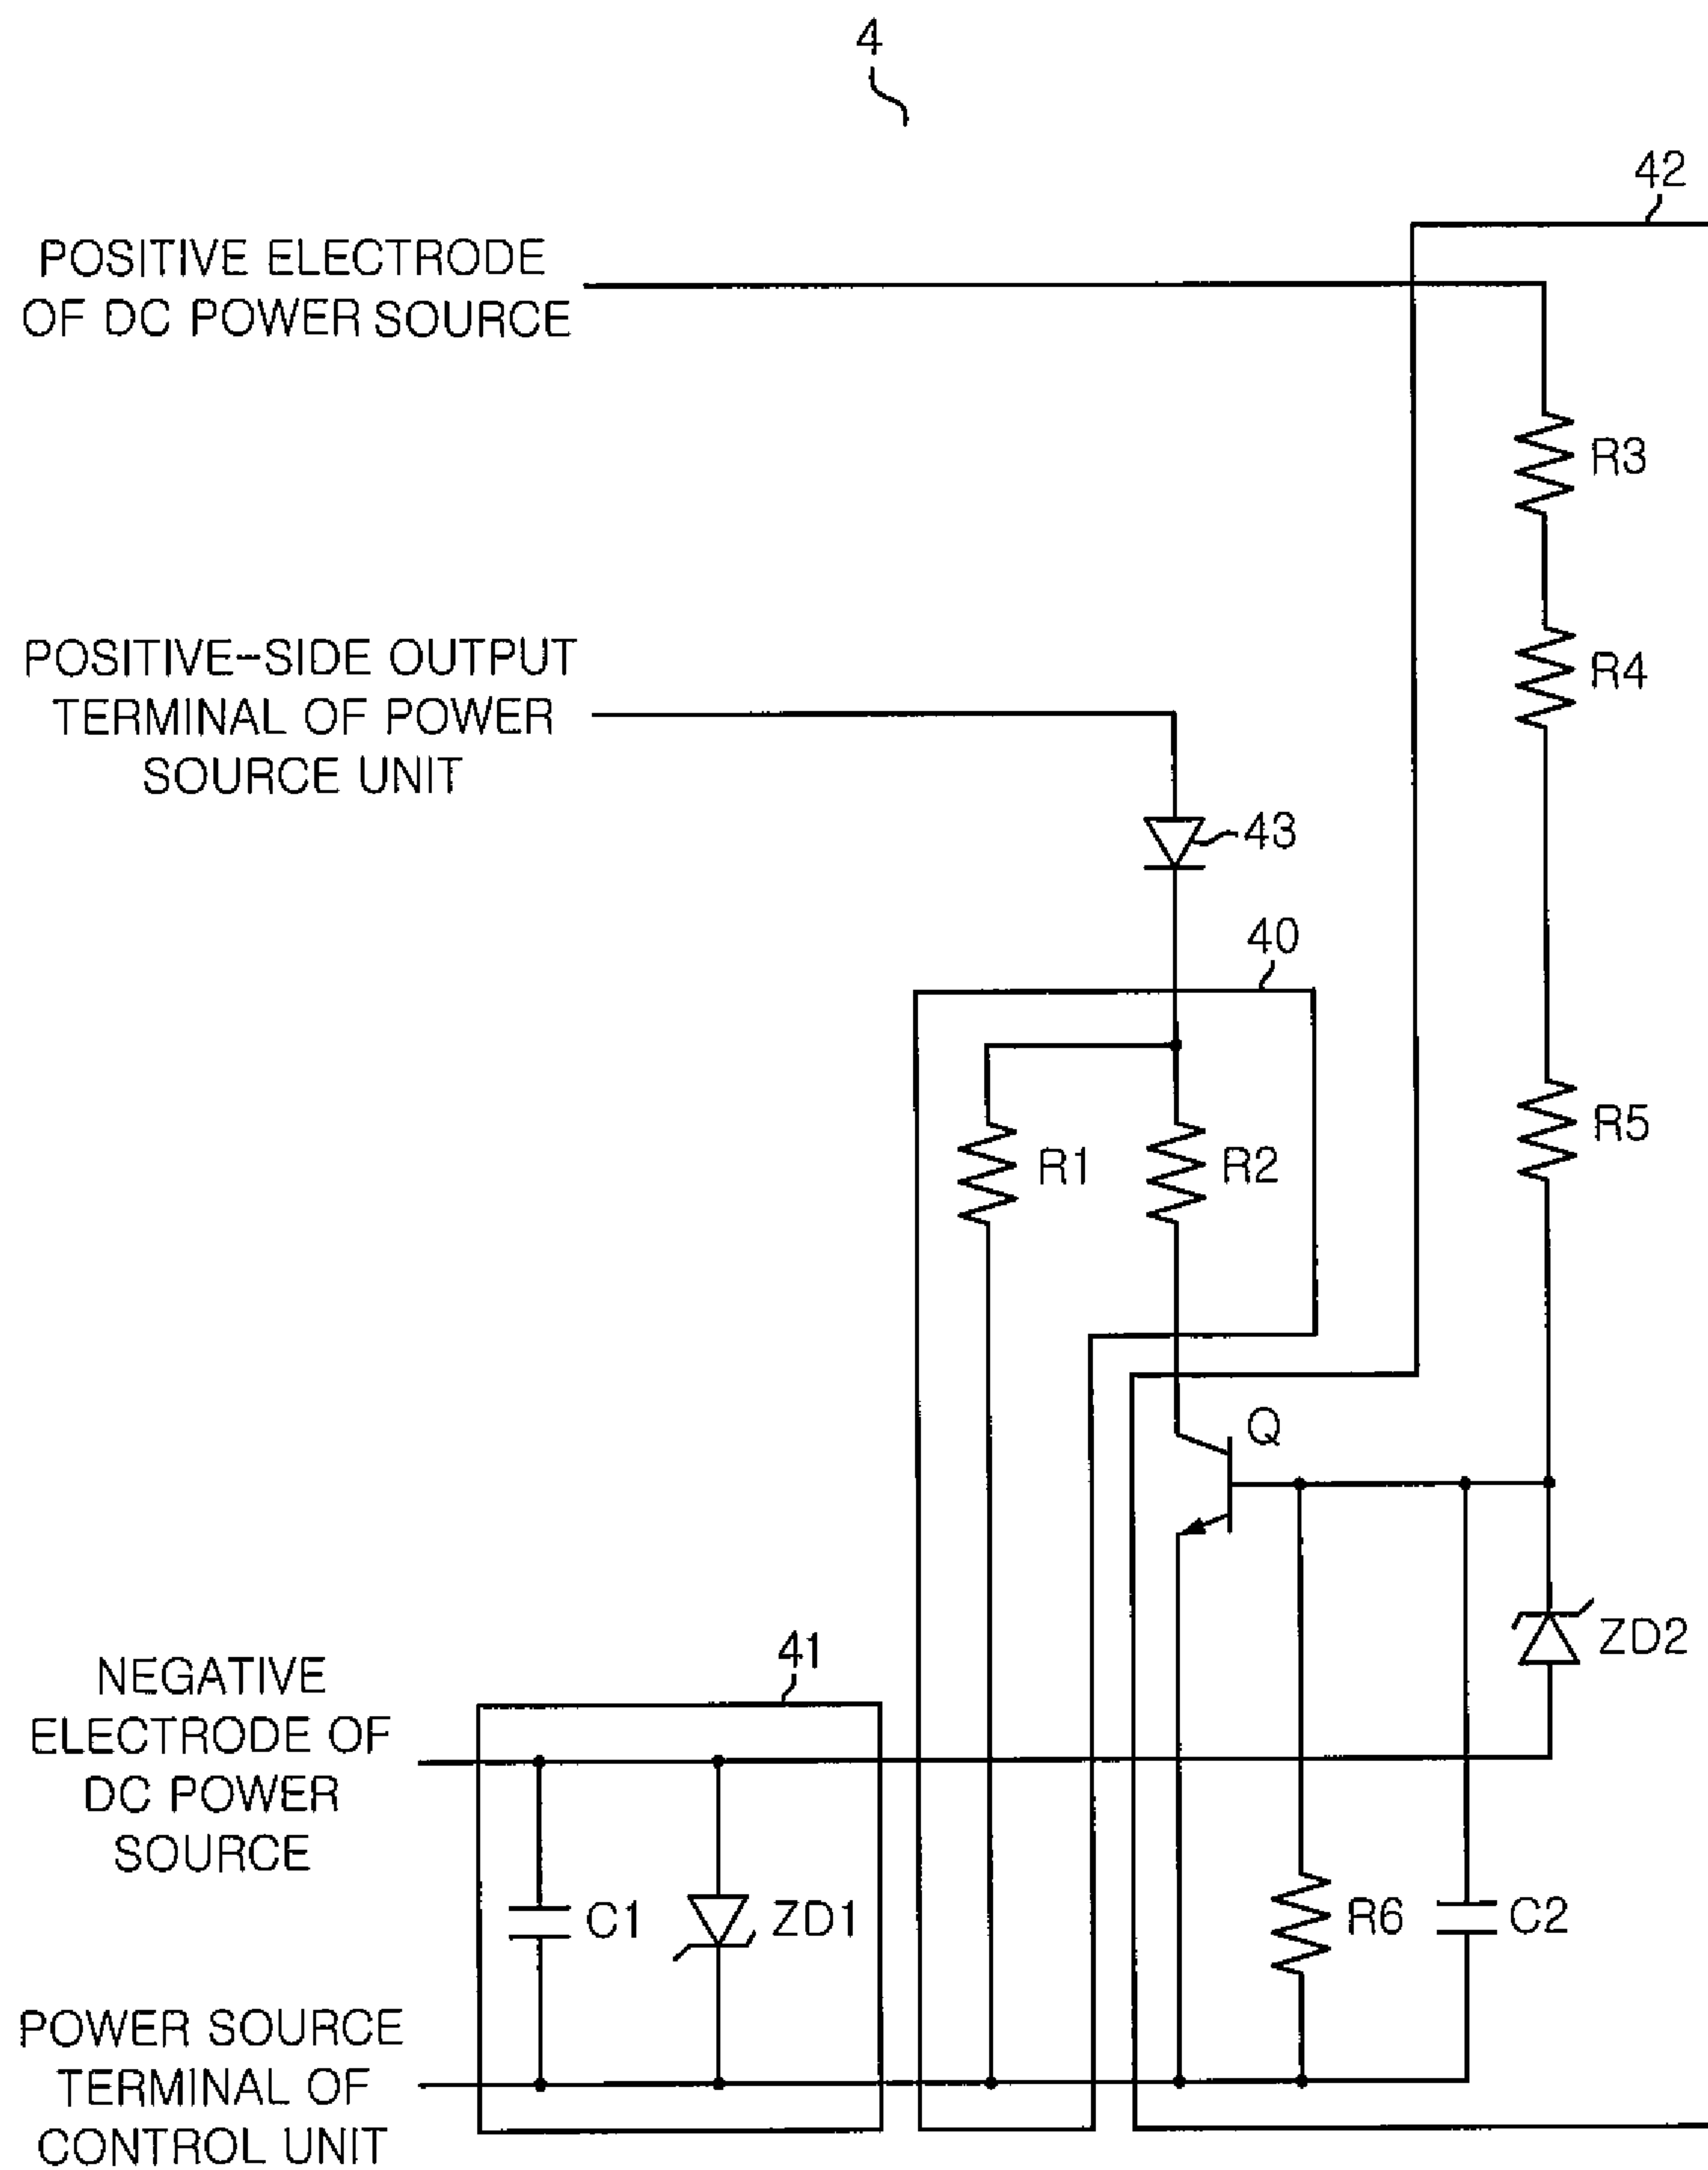 4
42
POSITIVE ELECTRODE
OF DC POWER SOURCE
R3
POSITIVE-SIDE OUTPUT
TERMINAL OF POWER
SOURCE UNIT
R4
43
40
R1
R2
R5
Q
NEGATIVE
ELECTRODE OF
DC POWER
SOURCE
41
ZD2
C1
ZD1
R6
C2
POWER SOURCE
TERMINAL OF
CONTROL UNIT